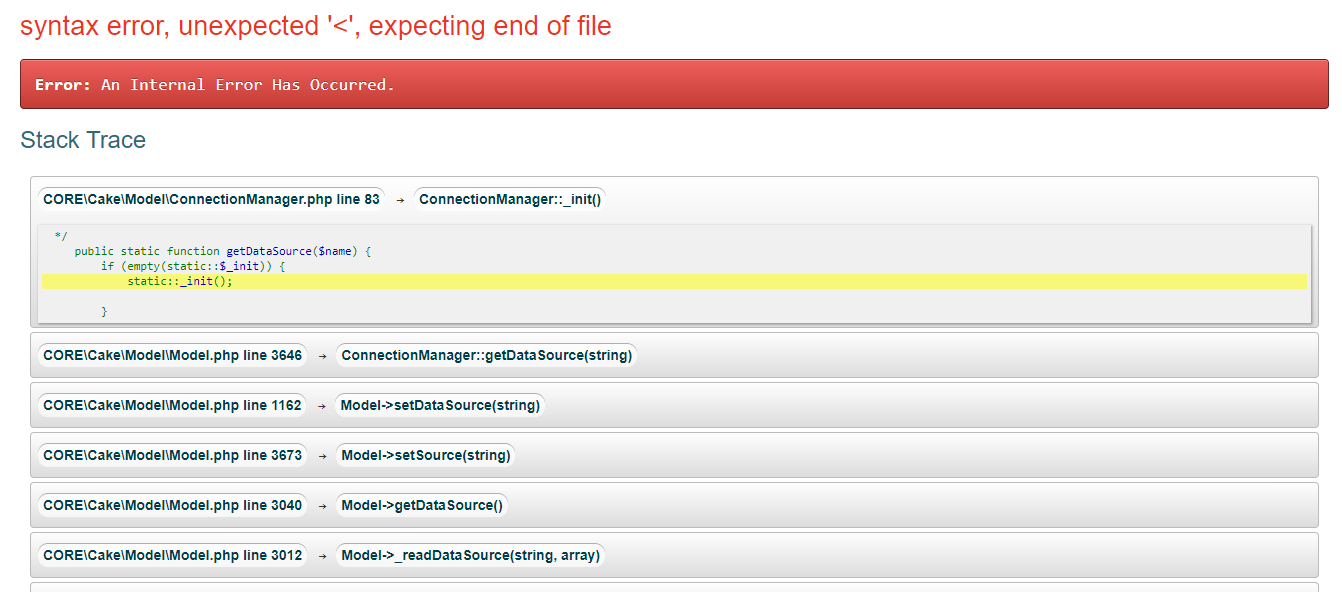 syntax error, unexpected '<', expecting end of file
Error: An Internal Error Has Occurred.
Stack Trace
CORE\Cake\Model\ConnectionManager.php line 83 → ConnectionManager::_init()
*/
public static function getDataSource($name) {
if (empty(static::$_init)) {
static::_init();
}
CORE\Cake\Model\Model.php line 3646 → ConnectionManager::getDataSource(string)
CORE\Cake\Model\Model.php line 1162 → Model->setDataSource(string)
CORE\Cake\Model\Model.php line 3673 → Model->setSource(string)
CORE\Cake\Model\Model.php line 3040 → Model->getDataSource()
CORE\Cake\Model\Model.php line 3012 → Model->_readDataSource(string, array)